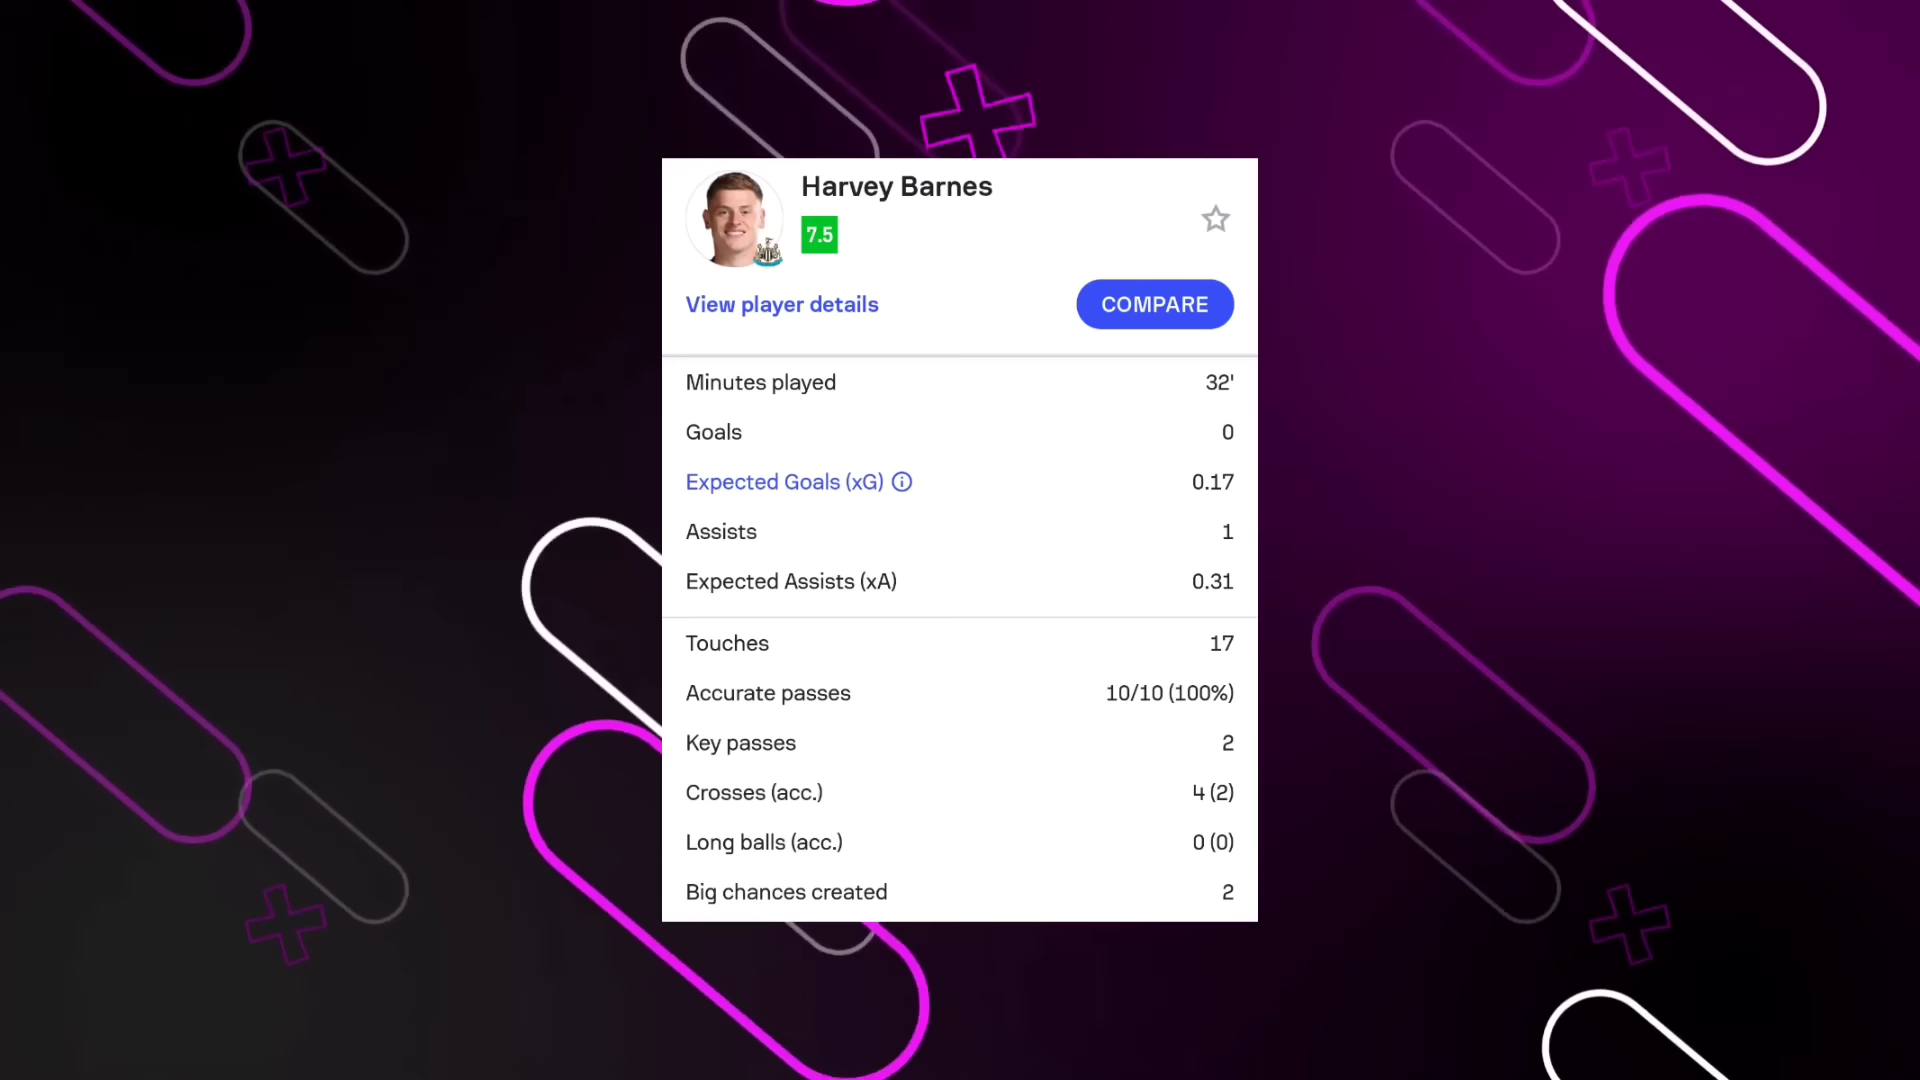 Harvey Barnes
7.5
View player details COMPARE
Minutes played 32'
Goals 0
Expected Goals (xG) 0.17
Assists 1
Expected Assists (xA) 0.31
Touches 17
Accurate passes 10/10 (100%)
Key passes 2
Crosses (acc.) 4 (2)
Long balls (acc.) 0 (0)
Big chances created 2